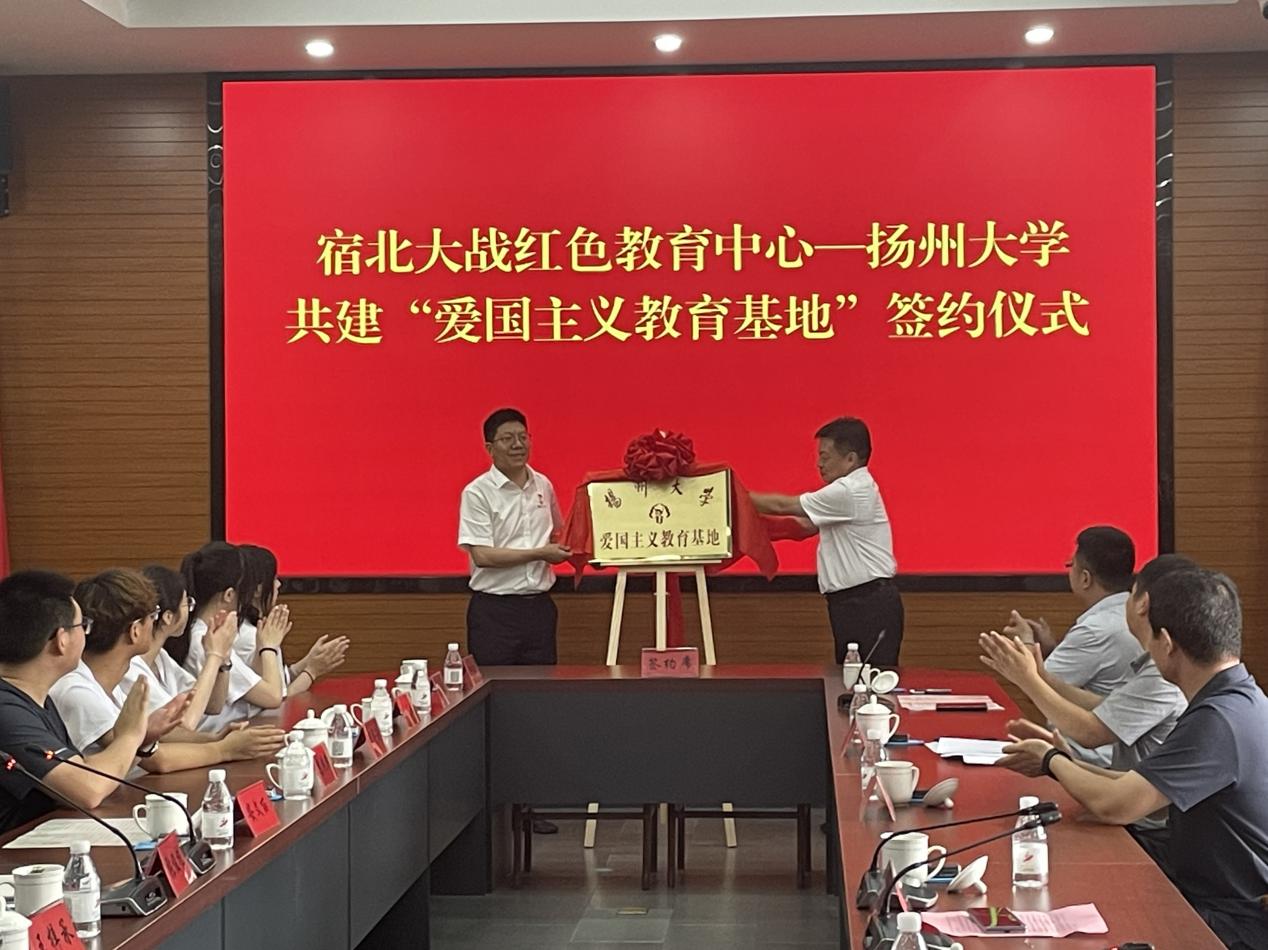 宿北大战红色教育中心—扬州大学
共建“爱国主义教育基地”签约仪式
揚州大学
爱国主义教育基地
签约席